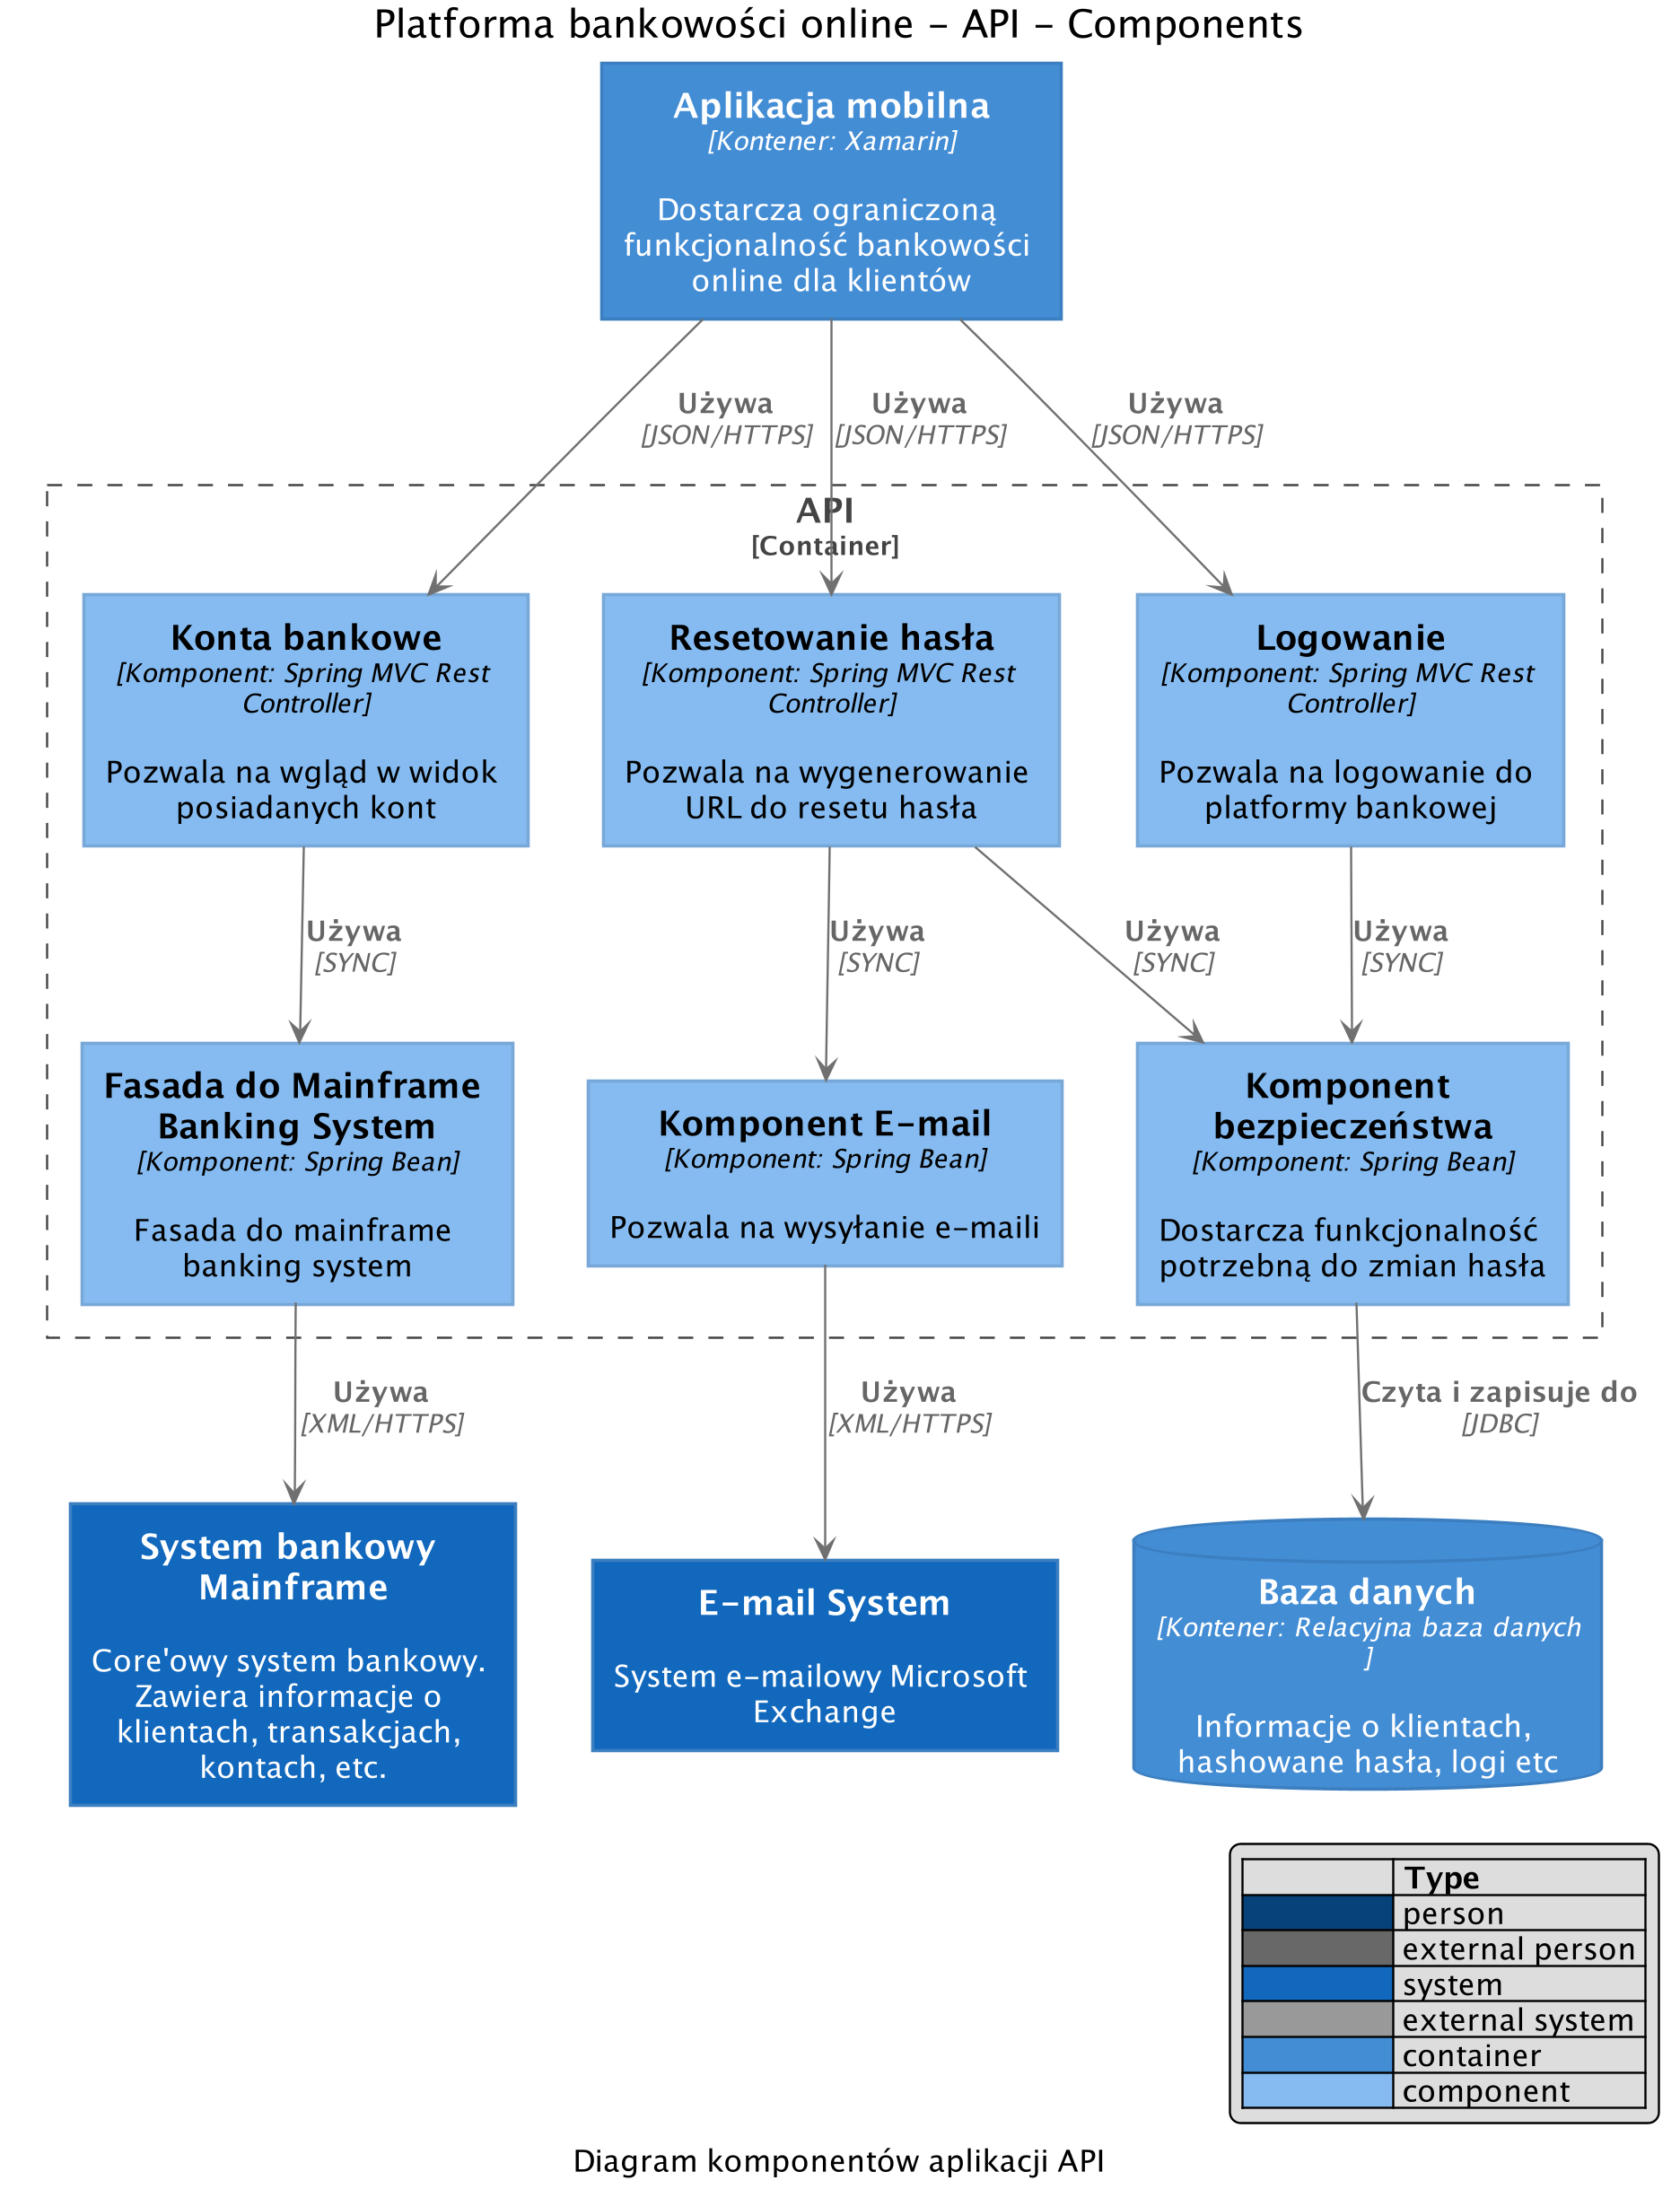 Platforma bankowości online - API - Components
Aplikacja mobilna
[Kontener: Xamarin]
Dostarcza ograniczoną
funkcjonalność bankowości
online dla klientów
Używa
[JSON/HTTPS]
Używa
[JSON/HTTPS]
Używa
[JSON/HTTPS]
API
[Container]
Konta bankowe
[Komponent: Spring MVC Rest
Controller]
Pozwala na wgląd w widok
posiadanych kont
Resetowanie hasła
[Komponent: Spring MVC Rest
Controller]
Pozwala na wygenerowanie
URL do resetu hasła
Logowanie
[Komponent: Spring MVC Rest
Controller]
Pozwala na logowanie do
platformy bankowej
Używa
[SYNC]
Używa
[SYNC]
Używa
[SYNC]
Używa
[SYNC]
Fasada do Mainframe
Banking System
[Komponent: Spring Bean]
Fasada do mainframe
banking system
Komponent E-mail
[Komponent: Spring Bean]
Pozwala na wysyłanie e-maili
Komponent
bezpieczeństwa
[Komponent: Spring Bean]
Dostarcza funkcjonalność
potrzebną do zmian hasła
Używa
[XML/HTTPS]
Używa
[XML/HTTPS]
Czyta i zapisuje do
[JDBC]
System bankowy
Mainframe
Core'owy system bankowy.
Zawiera informacje o
klientach, transakcjach,
kontach, etc.
E-mail System
System e-mailowy Microsoft
Exchange
Baza danych
[Kontener: Relacyjna baza danych
]
Informacje o klientach,
hashowane hasła, logi etc
Type
person
external person
system
external system
container
component
Diagram komponentów aplikacji API